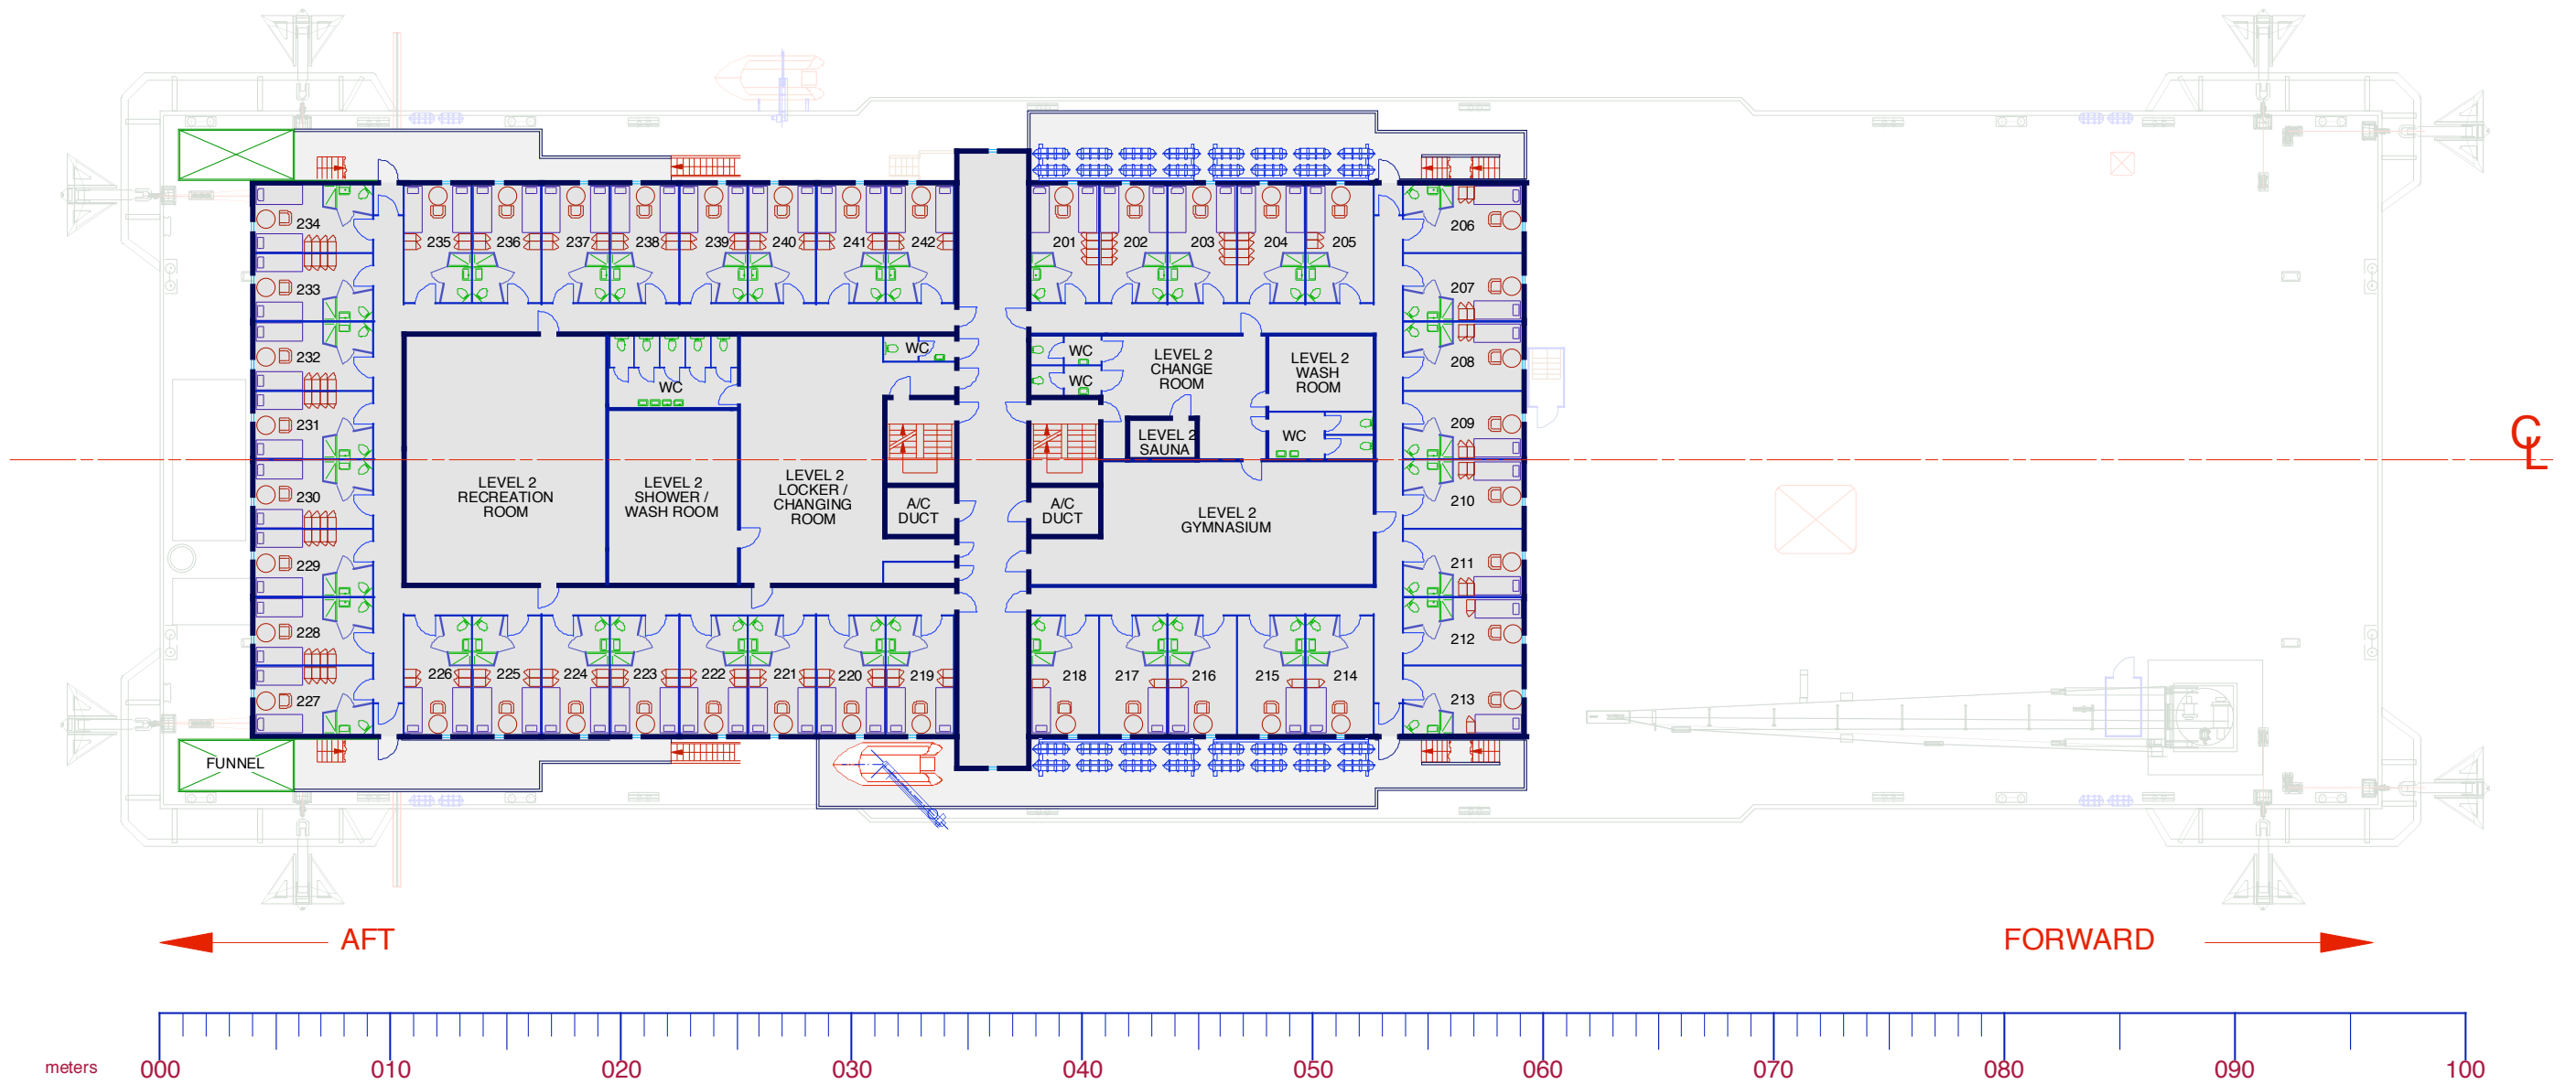 234
235
236
237
238
239
240
241
242
201
202
203
204
205
206
233
207
232
208
231
209
230
210
229
211
228
212
227
213
WC
WC
WC
WC
LEVEL 2
CHANGE
ROOM
LEVEL 2
WASH
ROOM
LEVEL 2
SAUNA
WC
LEVEL 2
RECREATION
ROOM
LEVEL 2
SHOWER /
WASH ROOM
LEVEL 2
LOCKER /
CHANGING
ROOM
A/C
DUCT
A/C
DUCT
LEVEL 2
GYMNASIUM
226
225
224
223
222
221
220
219
218
217
216
215
214
FUNNEL
CL
AFT
FORWARD
meters
000
010
020
030
040
050
060
070
080
090
100